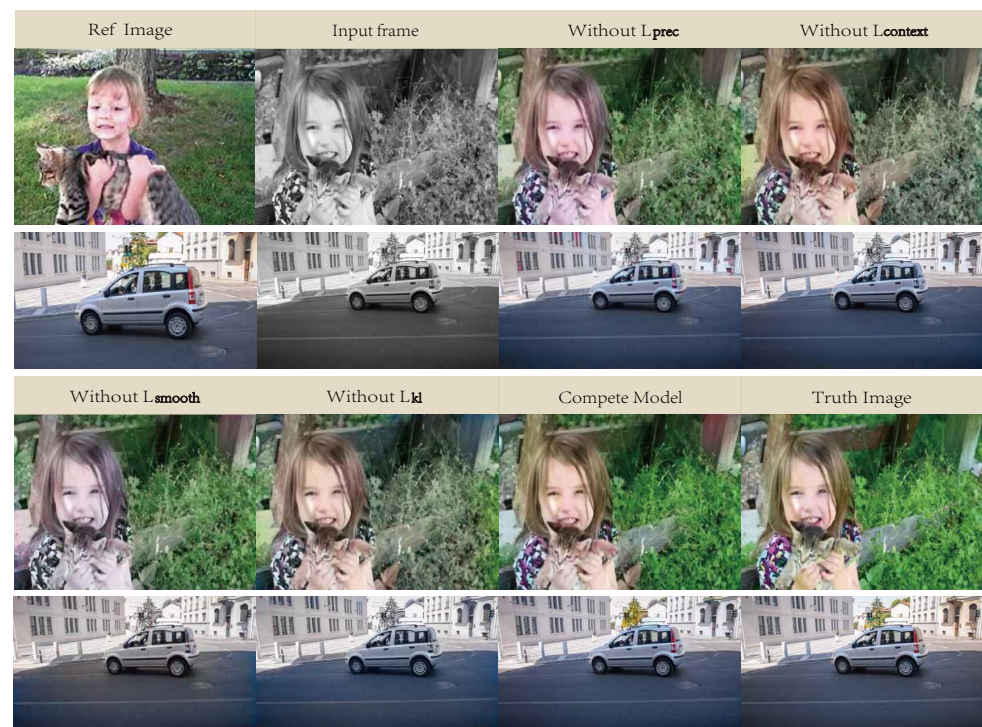 Ref Image
Input frame
Without Lprec
Without Lcontext
Without Lsmooth
Without Lkl
Compete Model
Truth Image